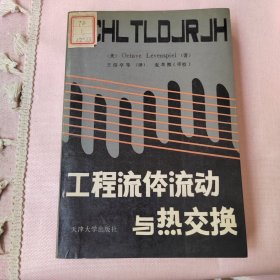 CHLTLDJRJH
(美) Octave Levenspiel (著)
工程流体流动
与热交换
天津大学出版社